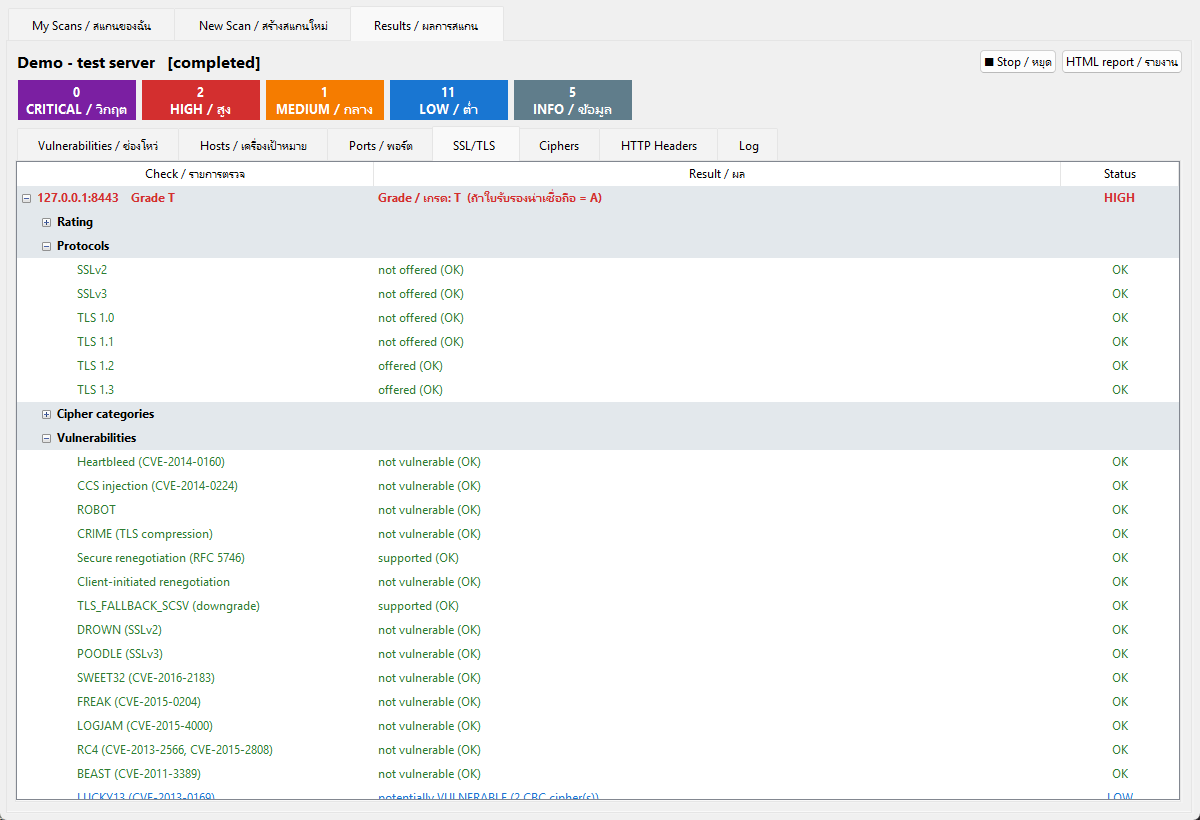 My Scans / สแกนของฉัน New Scan / สร้างสแกนใหม่ Results / ผลการสแกน
Demo - test server [completed] ■ Stop / หยุด HTML report / รายงาน
0 2 1 11 5
CRITICAL / วิกฤต HIGH / สูง MEDIUM / กลาง LOW / ต่ำ INFO / ข้อมูล
Vulnerabilities / ช่องโหว่ Hosts / เครื่องเป้าหมาย Ports / พอร์ต SSL/TLS Ciphers HTTP Headers Log
Check / รายการตรวจ Result / ผล Status
127.0.0.1:8443 Grade T Grade / เกรด: T (ถ้าใบรับรองน่าเชื่อถือ = A) HIGH
Rating
Protocols
SSLv2 not offered (OK) OK
SSLv3 not offered (OK) OK
TLS 1.0 not offered (OK) OK
TLS 1.1 not offered (OK) OK
TLS 1.2 offered (OK) OK
TLS 1.3 offered (OK) OK
Cipher categories
Vulnerabilities
Heartbleed (CVE-2014-0160) not vulnerable (OK) OK
CCS injection (CVE-2014-0224) not vulnerable (OK) OK
ROBOT not vulnerable (OK) OK
CRIME (TLS compression) not vulnerable (OK) OK
Secure renegotiation (RFC 5746) supported (OK) OK
Client-initiated renegotiation not vulnerable (OK) OK
TLS_FALLBACK_SCSV (downgrade) supported (OK) OK
DROWN (SSLv2) not vulnerable (OK) OK
POODLE (SSLv3) not vulnerable (OK) OK
SWEET32 (CVE-2016-2183) not vulnerable (OK) OK
FREAK (CVE-2015-0204) not vulnerable (OK) OK
LOGJAM (CVE-2015-4000) not vulnerable (OK) OK
RC4 (CVE-2013-2566, CVE-2015-2808) not vulnerable (OK) OK
BEAST (CVE-2011-3389) not vulnerable (OK) OK
LUCKY13 (CVE-2013-0169) potentially VULNERABLE (2 CBC cipher(s)) LOW